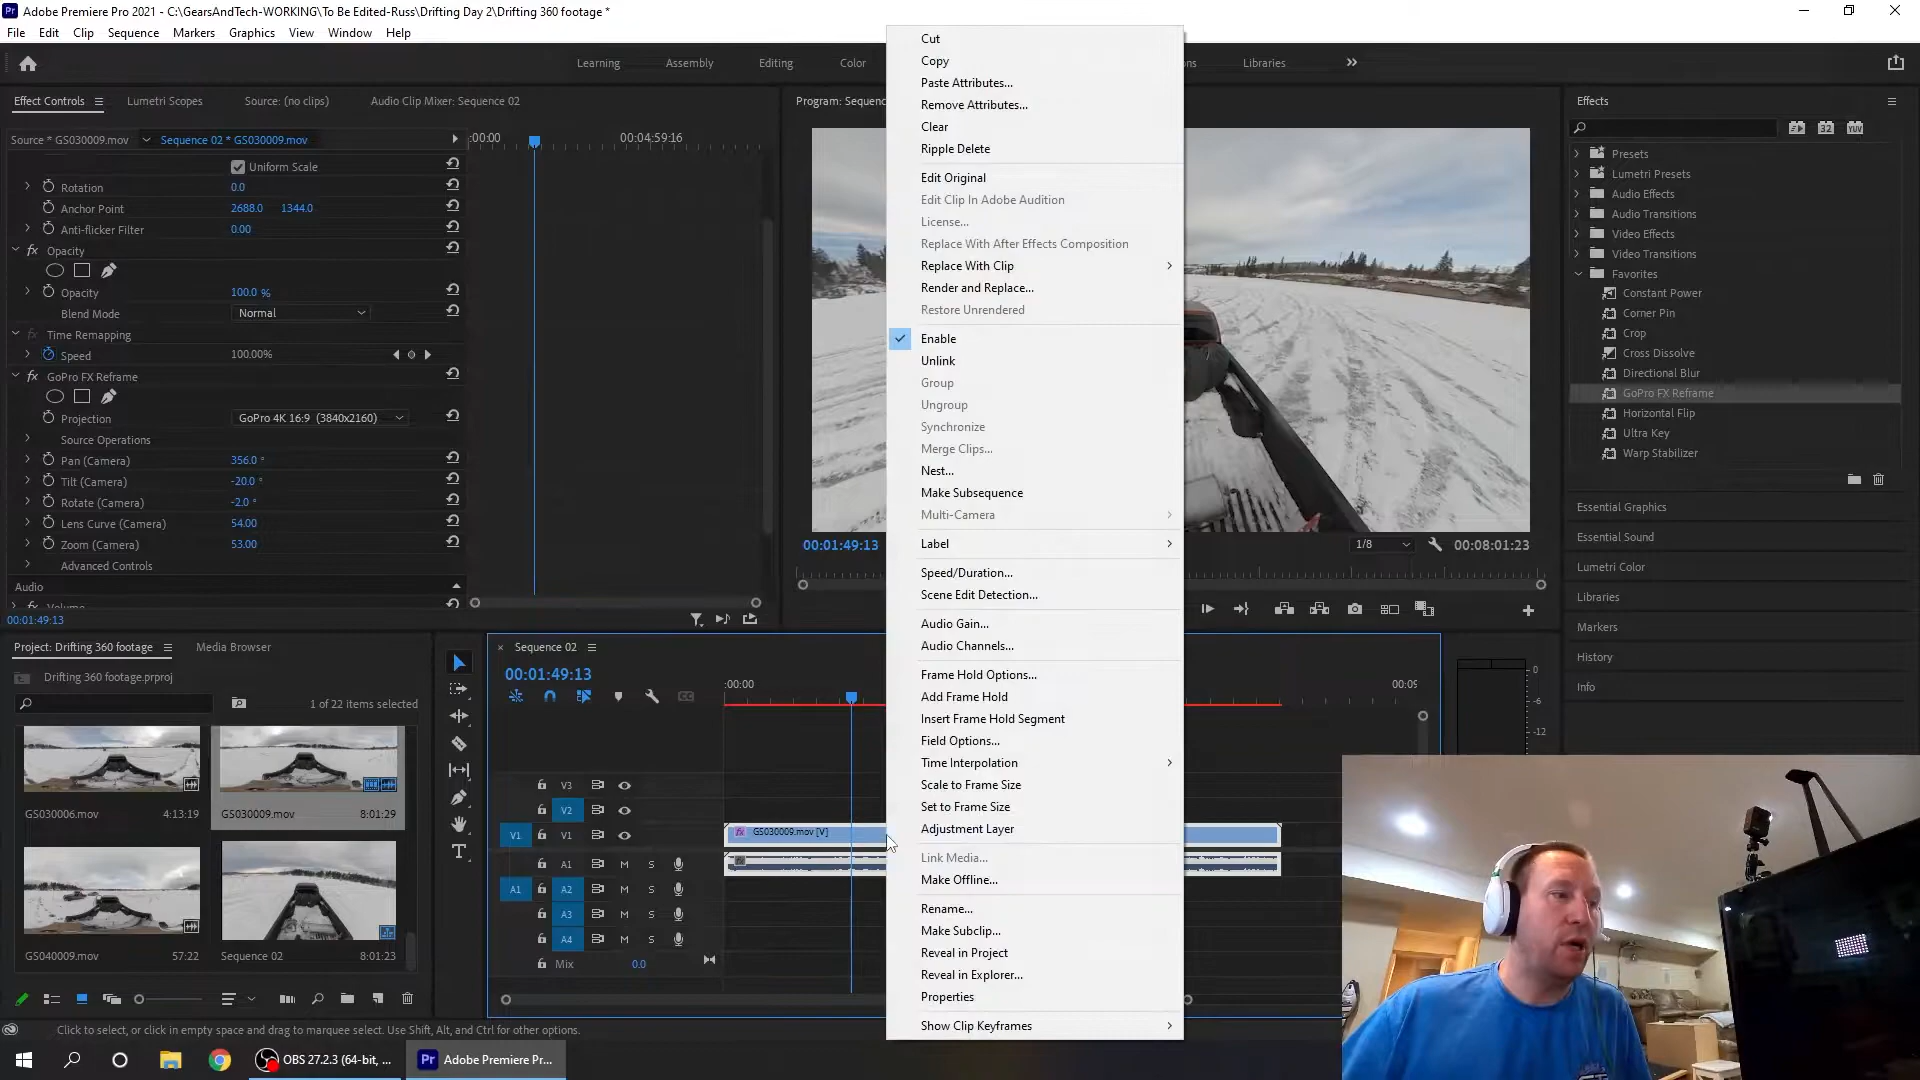 Adobe Premiere Pro 2021 - C:\GearsAndTech-WORKING\To Be Edited-Russ\Drifting Day 2\Drifting 360 footage *
File Edit Clip Sequence Markers Graphics View Window Help
Learning Assembly Editing Color Libraries
Effect Controls Lumetri Scopes Source: (no clips) Audio Clip Mixer: Sequence 02
Source * GS030009.mov Sequence 02 * GS030009.mov
:00:00 00:04:59:16
Uniform Scale
Rotation 0.0
Anchor Point 2688.0 1344.0
Anti-flicker Filter 0.00
fx Opacity
Opacity 100.0 %
Blend Mode Normal
fx Time Remapping
Speed 100.00%
fx GoPro FX Reframe
Projection GoPro 4K 16:9 (3840x2160)
Source Operations
Pan (Camera) 356.0 °
Tilt (Camera) -20.0 °
Rotate (Camera) -2.0 °
Lens Curve (Camera) 54.00
Zoom (Camera) 53.00
Advanced Controls
Audio
00:01:49:13
Cut
Copy
Paste Attributes...
Remove Attributes...
Clear
Ripple Delete
Edit Original
Edit Clip In Adobe Audition
License...
Replace With After Effects Composition
Replace With Clip
Render and Replace...
Restore Unrendered
Enable
Unlink
Group
Ungroup
Synchronize
Merge Clips...
Nest...
Make Subsequence
Multi-Camera
Label
Speed/Duration...
Scene Edit Detection...
Audio Gain...
Audio Channels...
Frame Hold Options...
Add Frame Hold
Insert Frame Hold Segment
Field Options...
Time Interpolation
Scale to Frame Size
Set to Frame Size
Adjustment Layer
Link Media...
Make Offline...
Rename...
Make Subclip...
Reveal in Project
Reveal in Explorer...
Properties
Show Clip Keyframes
00:01:49:13
1/8 00:08:01:23
Effects
32 YUV
Presets
Lumetri Presets
Audio Effects
Audio Transitions
Video Effects
Video Transitions
Favorites
Constant Power
Corner Pin
Crop
Cross Dissolve
Directional Blur
GoPro FX Reframe
Horizontal Flip
Ultra Key
Warp Stabilizer
Essential Graphics
Essential Sound
Lumetri Color
Libraries
Markers
History
Info
Project: Drifting 360 footage Media Browser
Drifting 360 footage.prproj
1 of 22 items selected
GS030006.mov 4:13:19
GS030009.mov 8:01:29
GS040009.mov 57:22
Sequence 02 8:01:23
× Sequence 02
00:01:49:13
:00:00 00:09
V3
V2
V1 V1
A1 M S
A1 A2 M S
A3 M S
A4 M S
Mix 0.0
fx GS030009.mov [V]
0
-6
-12
Click to select, or click in empty space and drag to marquee select. Use Shift, Alt, and Ctrl for other options.
OBS 27.2.3 (64-bit, ...
Pr Adobe Premiere Pr...